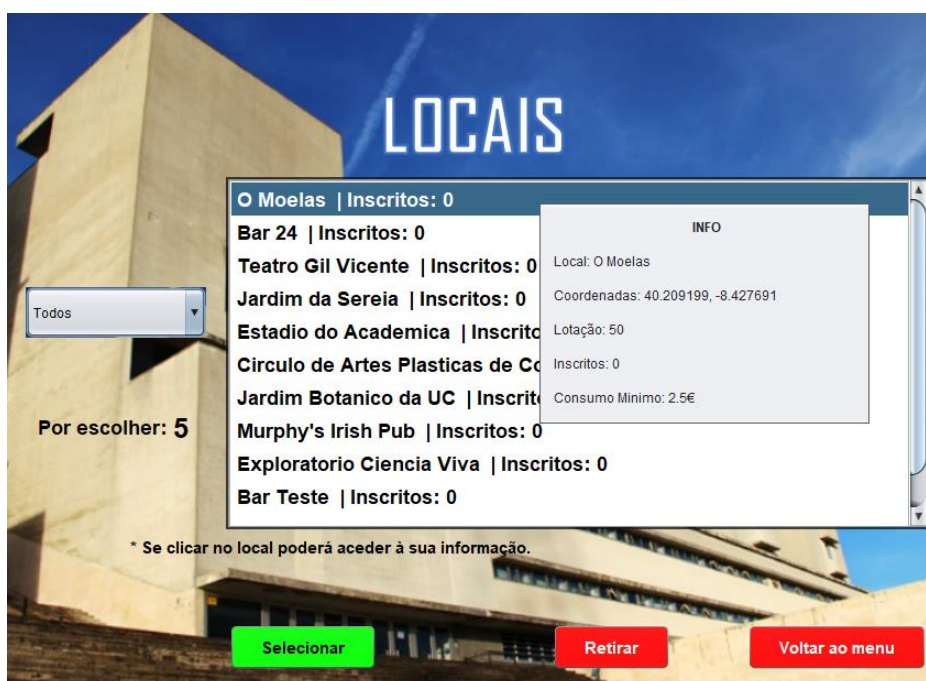 LOCAIS
O Moelas | Inscritos: 0
Bar 24 | Inscritos: 0
Teatro Gil Vicente | Inscritos: 0
Jardim da Sereia | Inscritos: 0
Estadio do Academica | Inscrito
Circulo de Artes Plasticas de Co
Jardim Botanico da UC | Inscrit
Murphy's Irish Pub | Inscritos: 0
Exploratorio Ciencia Viva | Inscritos: 0
Bar Teste | Inscritos: 0
INFO
Local: O Moelas
Coordenadas: 40.209199, -8.427691
Lotação: 50
Inscritos: 0
Consumo Minimo: 2.5€
Todos
Por escolher: 5
* Se clicar no local poderá aceder à sua informação.
Selecionar
Retirar
Voltar ao menu